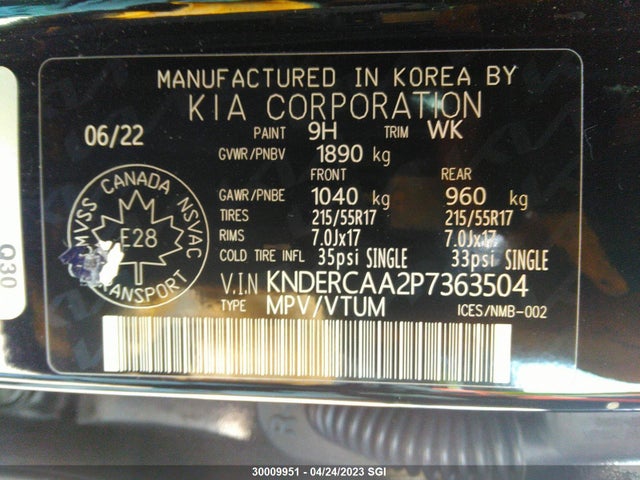 MANUFACTURED IN KOREA BY
KIA CORPORATION
06/22 PAINT 9H TRIM WK
GVWR/PNBV 1890 kg
FRONT REAR
GAWR/PNBE 1040 kg 960 kg
TIRES 215/55R17 215/55R17
RIMS 7.0Jx17 7.0Jx17
COLD TIRE INFL 35psi SINGLE 33psi SINGLE
V.I.N KNDERCAA2P7363504
TYPE MPV/VTUM ICES/NMB-002
CMVSS CANADA NSVAC
E28
TRANSPORT
Q30
30009951 - 04/24/2023 SGI